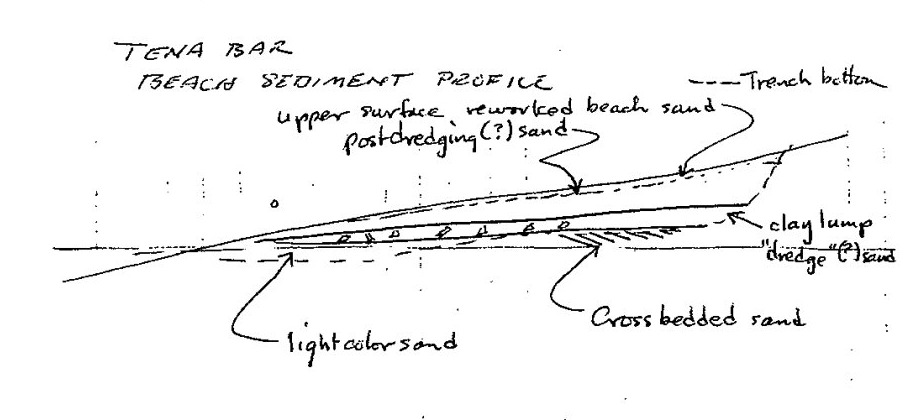 TENA BAR
BEACH SEDIMENT PROFILE
---- Trench bottom
upper surface, reworked beach sand
postdredging(?) sand
clay lump
"dredge"(?) sand
Cross bedded sand
light color sand